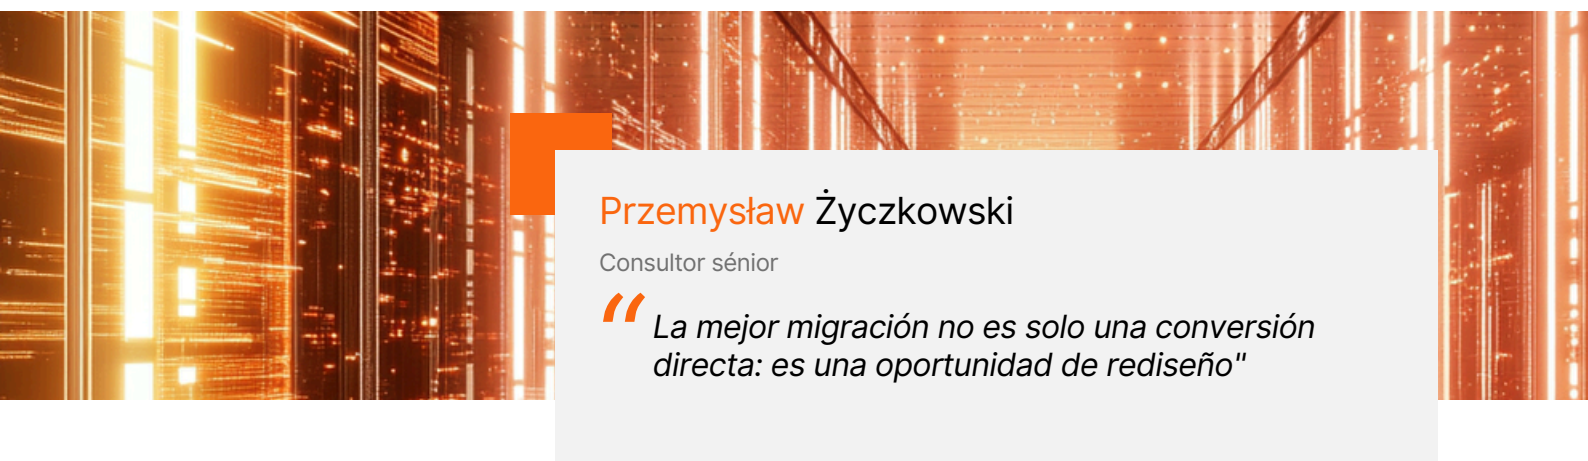 Przemysław Życzkowski
Consultor sénior
“ La mejor migración no es solo una conversión
directa: es una oportunidad de rediseño"